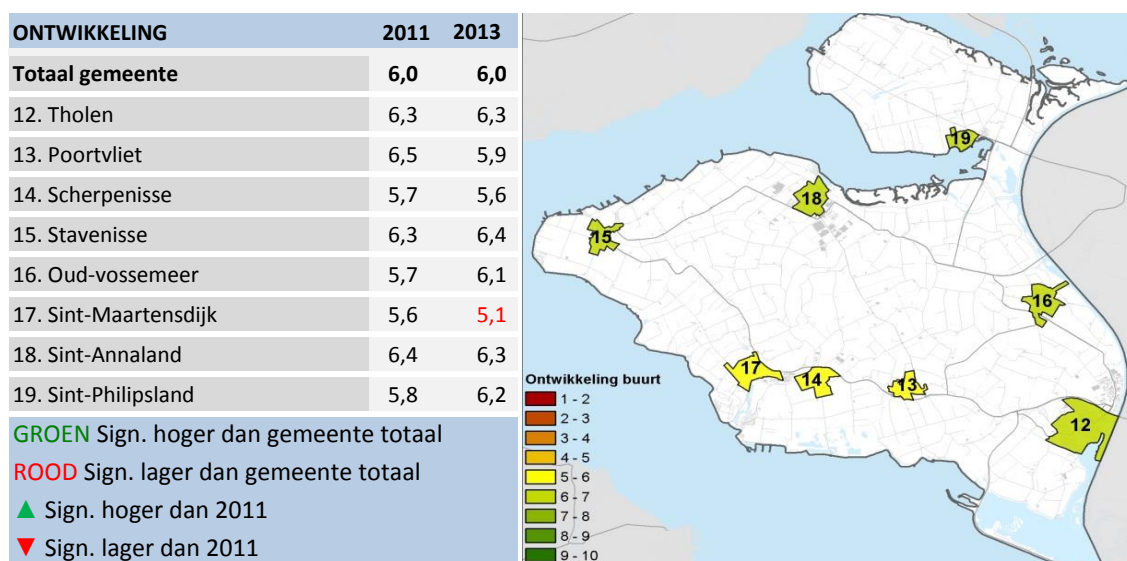 ONTWIKKELING 2011 2013
Totaal gemeente 6,0 6,0
12. Tholen 6,3 6,3
13. Poortvliet 6,5 5,9
14. Scherpenisse 5,7 5,6
15. Stavenisse 6,3 6,4
16. Oud-vossemeer 5,7 6,1
17. Sint-Maartensdijk 5,6 5,1
18. Sint-Annaland 6,4 6,3
19. Sint-Philipsland 5,8 6,2
GROEN Sign. hoger dan gemeente totaal
ROOD Sign. lager dan gemeente totaal
▲ Sign. hoger dan 2011
▼ Sign. lager dan 2011
19
18
15
16
17
14
13
12
Ontwikkeling buurt
1 - 2
2 - 3
3 - 4
4 - 5
5 - 6
6 - 7
7 - 8
8 - 9
9 - 10